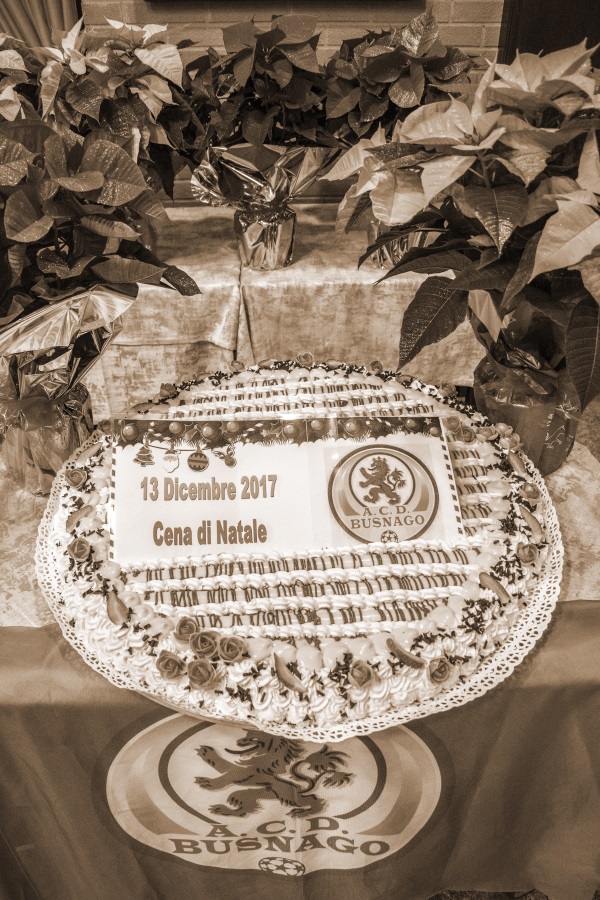 13 Dicembre 2017
Cena di Natale
A.C.D.
BUSNAGO
A.C.D.
BUSNAGO